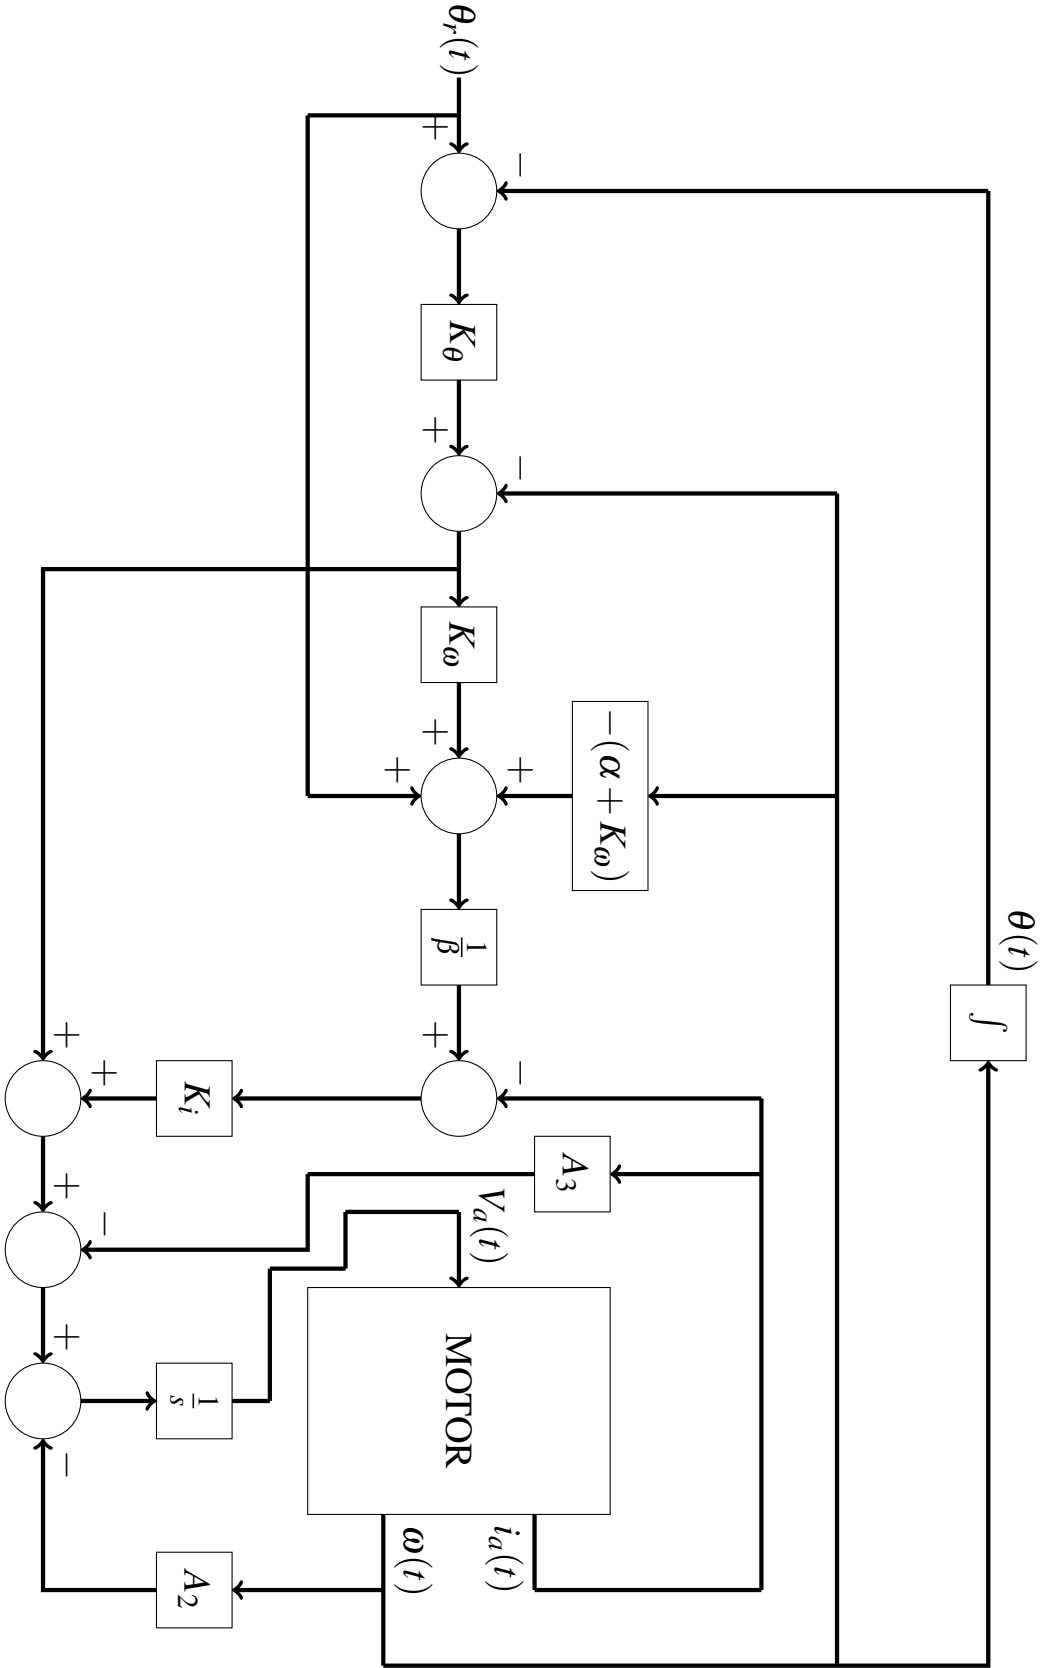 θ(t)
∫
−
−
−(α + Kω)
+
−
A3
θr(t)
+
Kθ
+
Kω
+
1/β
+
Va(t)
MOTOR
ia(t)
ω(t)
+
Ki
1/s
A2
+
+
+
−
+
−